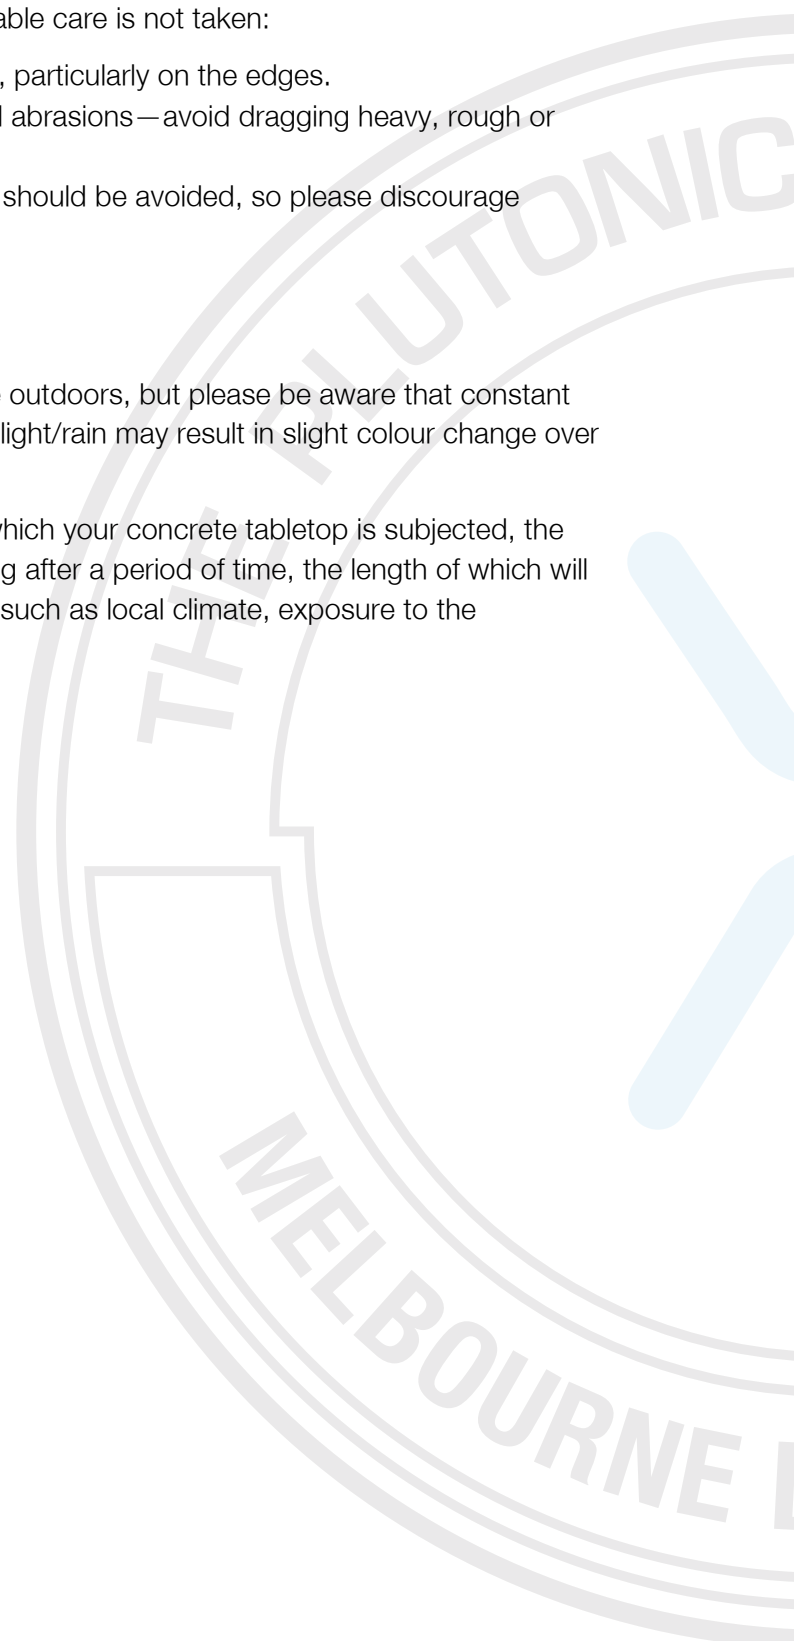 able care is not taken:
, particularly on the edges.
l abrasions—avoid dragging heavy, rough or
should be avoided, so please discourage
e outdoors, but please be aware that constant
light/rain may result in slight colour change over
which your concrete tabletop is subjected, the
g after a period of time, the length of which will
such as local climate, exposure to the
THE PLUTONIC
MELBOURNE